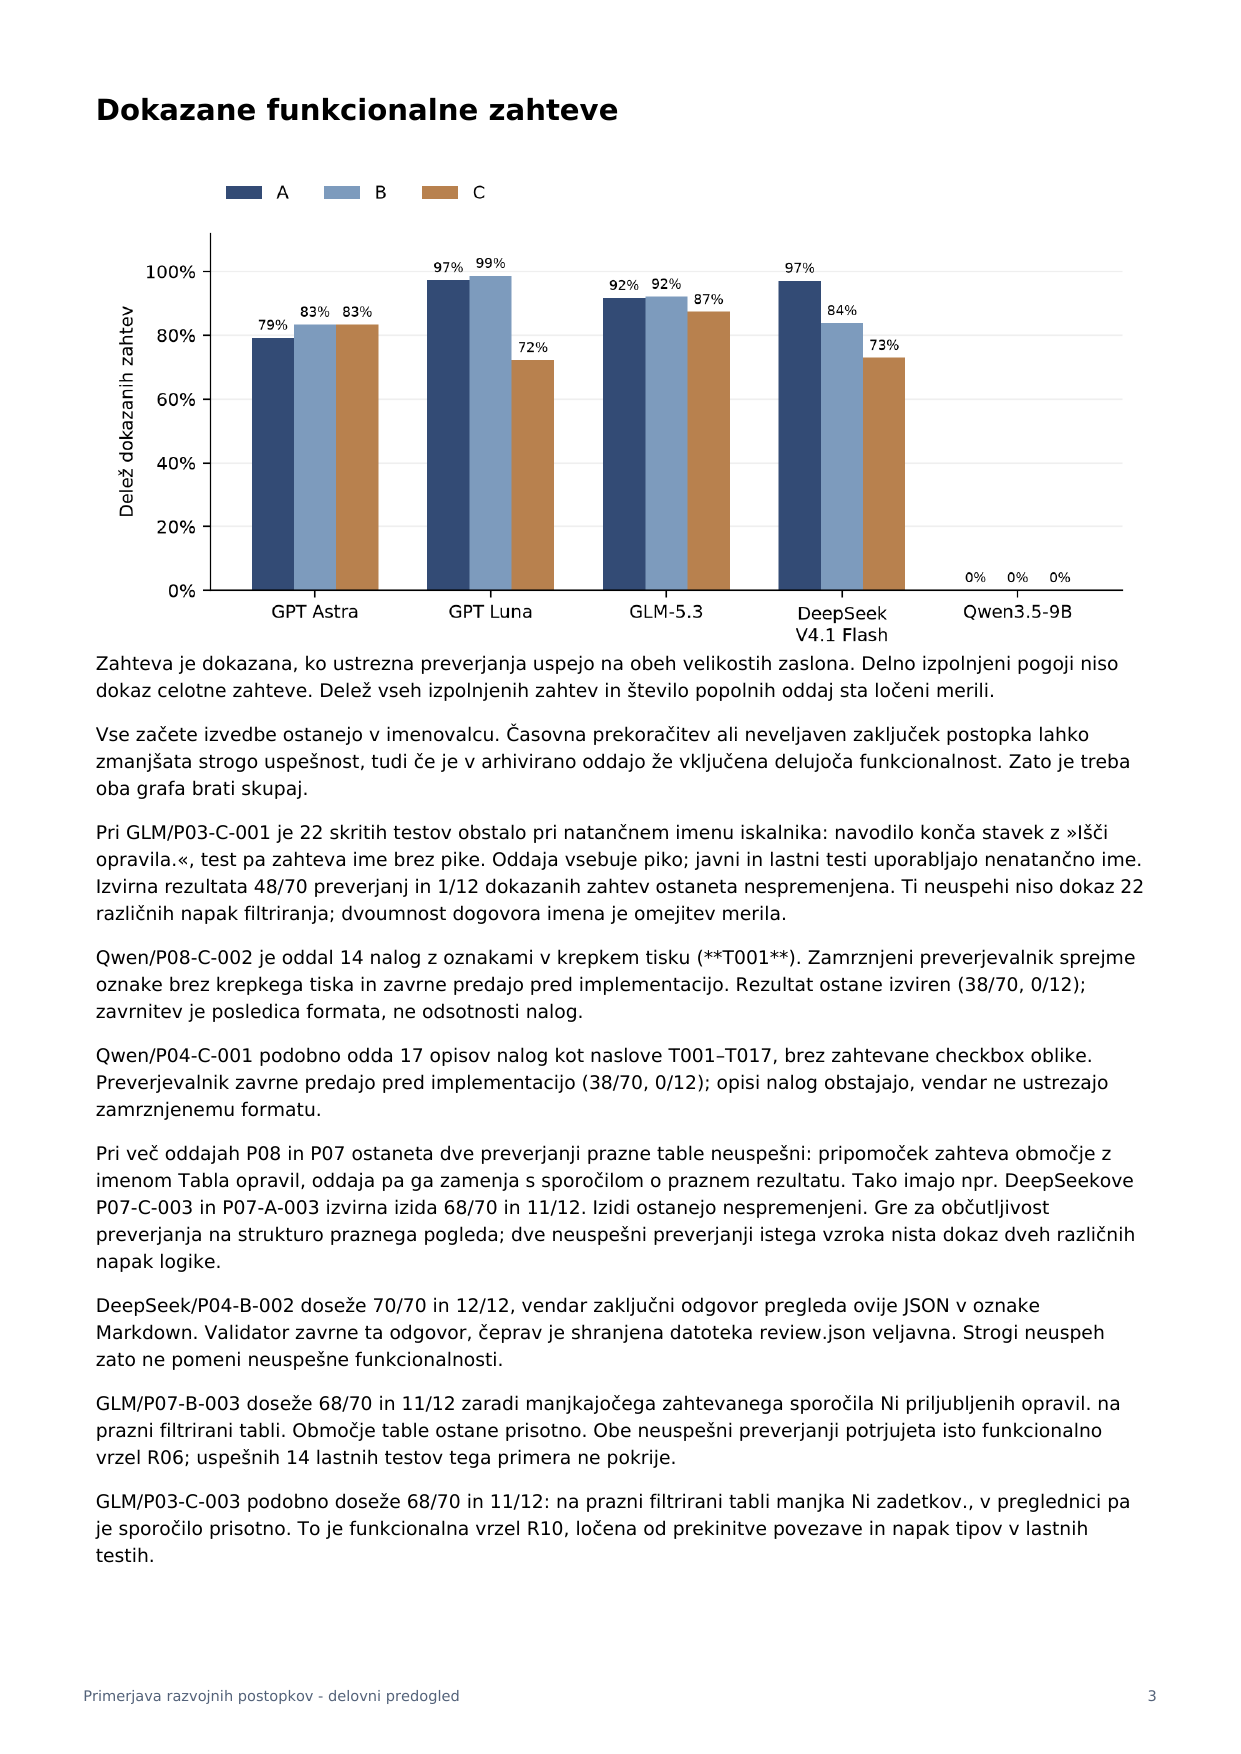 Dokazane funkcionalne zahteve
A B C
Delež dokazanih zahtev
100%
80%
60%
40%
20%
0%
79% 83% 83%
97% 99% 72%
92% 92% 87%
97% 84% 73%
0% 0% 0%
GPT Astra GPT Luna GLM-5.3 DeepSeek Qwen3.5-9B
V4.1 Flash
Zahteva je dokazana, ko ustrezna preverjanja uspejo na obeh velikostih zaslona. Delno izpolnjeni pogoji niso
dokaz celotne zahteve. Delež vseh izpolnjenih zahtev in število popolnih oddaj sta ločeni merili.
Vse začete izvedbe ostanejo v imenovalcu. Časovna prekoračitev ali neveljaven zaključek postopka lahko
zmanjšata strogo uspešnost, tudi če je v arhivirano oddajo že vključena delujoča funkcionalnost. Zato je treba
oba grafa brati skupaj.
Pri GLM/P03-C-001 je 22 skritih testov obstalo pri natančnem imenu iskalnika: navodilo konča stavek z »Išči
opravila.«, test pa zahteva ime brez pike. Oddaja vsebuje piko; javni in lastni testi uporabljajo nenatančno ime.
Izvirna rezultata 48/70 preverjanj in 1/12 dokazanih zahtev ostaneta nespremenjena. Ti neuspehi niso dokaz 22
različnih napak filtriranja; dvoumnost dogovora imena je omejitev merila.
Qwen/P08-C-002 je oddal 14 nalog z oznakami v krepkem tisku (**T001**). Zamrznjeni preverjevalnik sprejme
oznake brez krepkega tiska in zavrne predajo pred implementacijo. Rezultat ostane izviren (38/70, 0/12);
zavrnitev je posledica formata, ne odsotnosti nalog.
Qwen/P04-C-001 podobno odda 17 opisov nalog kot naslove T001–T017, brez zahtevane checkbox oblike.
Preverjevalnik zavrne predajo pred implementacijo (38/70, 0/12); opisi nalog obstajajo, vendar ne ustrezajo
zamrznjenemu formatu.
Pri več oddajah P08 in P07 ostaneta dve preverjanji prazne table neuspešni: pripomoček zahteva območje z
imenom Tabla opravil, oddaja pa ga zamenja s sporočilom o praznem rezultatu. Tako imajo npr. DeepSeekove
P07-C-003 in P07-A-003 izvirna izida 68/70 in 11/12. Izidi ostanejo nespremenjeni. Gre za občutljivost
preverjanja na strukturo praznega pogleda; dve neuspešni preverjanji istega vzroka nista dokaz dveh različnih
napak logike.
DeepSeek/P04-B-002 doseže 70/70 in 12/12, vendar zaključni odgovor pregleda ovije JSON v oznake
Markdown. Validator zavrne ta odgovor, čeprav je shranjena datoteka review.json veljavna. Strogi neuspeh
zato ne pomeni neuspešne funkcionalnosti.
GLM/P07-B-003 doseže 68/70 in 11/12 zaradi manjkajočega zahtevanega sporočila Ni priljubljenih opravil. na
prazni filtrirani tabli. Območje table ostane prisotno. Obe neuspešni preverjanji potrjujeta isto funkcionalno
vrzel R06; uspešnih 14 lastnih testov tega primera ne pokrije.
GLM/P03-C-003 podobno doseže 68/70 in 11/12: na prazni filtrirani tabli manjka Ni zadetkov., v preglednici pa
je sporočilo prisotno. To je funkcionalna vrzel R10, ločena od prekinitve povezave in napak tipov v lastnih
testih.
Primerjava razvojnih postopkov - delovni predogled 3